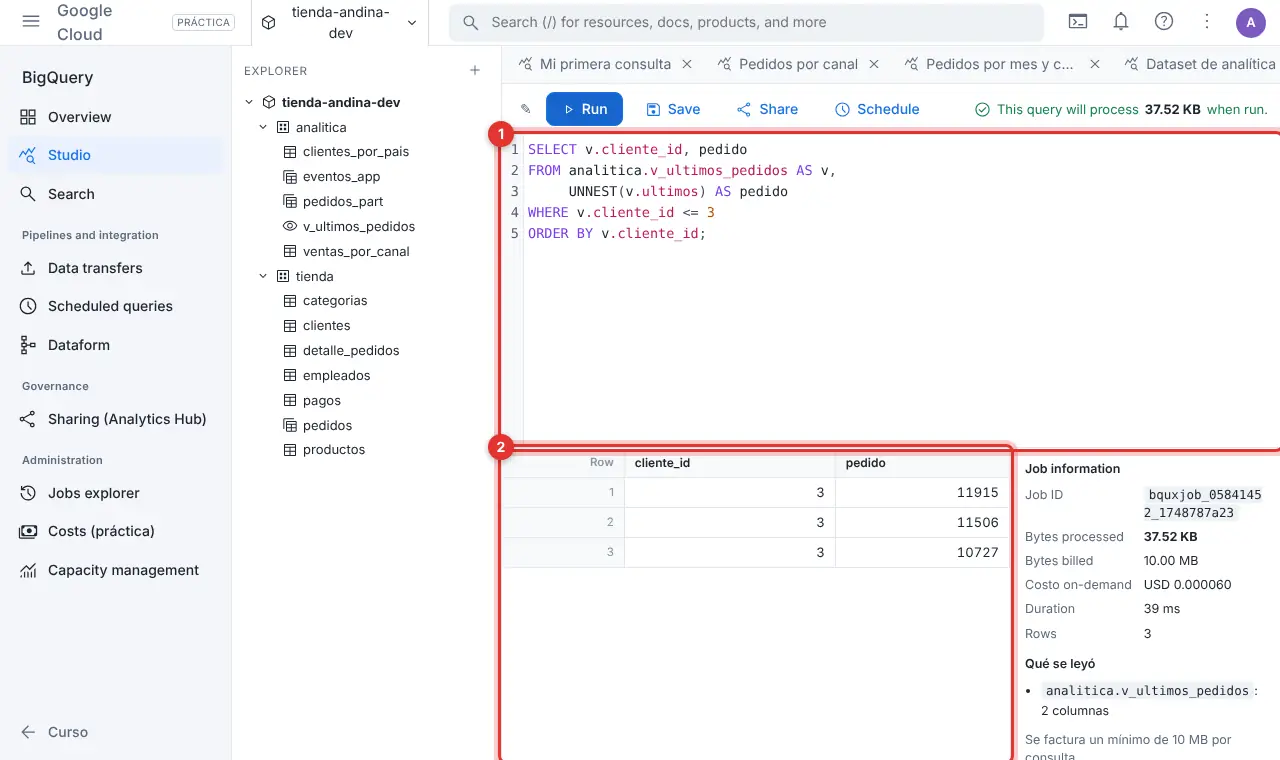 Google Cloud
PRÁCTICA
tienda-andina-dev
Search (/) for resources, docs, products, and more
A
BigQuery
Overview
Studio
Search
Pipelines and integration
Data transfers
Scheduled queries
Dataform
Governance
Sharing (Analytics Hub)
Administration
Jobs explorer
Costs (práctica)
Capacity management
Curso
EXPLORER
tienda-andina-dev
analitica
clientes_por_pais
eventos_app
pedidos_part
v_ultimos_pedidos
ventas_por_canal
tienda
categorias
clientes
detalle_pedidos
empleados
pagos
pedidos
productos
Mi primera consulta
Pedidos por canal
Pedidos por mes y c...
Dataset de analítica
Run
Save
Share
Schedule
This query will process 37.52 KB when run.
1
1 SELECT v.cliente_id, pedido
2 FROM analitica.v_ultimos_pedidos AS v,
3 UNNEST(v.ultimos) AS pedido
4 WHERE v.cliente_id <= 3
5 ORDER BY v.cliente_id;
2
Row cliente_id pedido
1 3 11915
2 3 11506
3 3 10727
Job information
Job ID bquxjob_0584145
2_1748787a23
Bytes processed 37.52 KB
Bytes billed 10.00 MB
Costo on-demand USD 0.000060
Duration 39 ms
Rows 3
Qué se leyó
• analitica.v_ultimos_pedidos :
2 columnas
Se factura un mínimo de 10 MB por
consulta